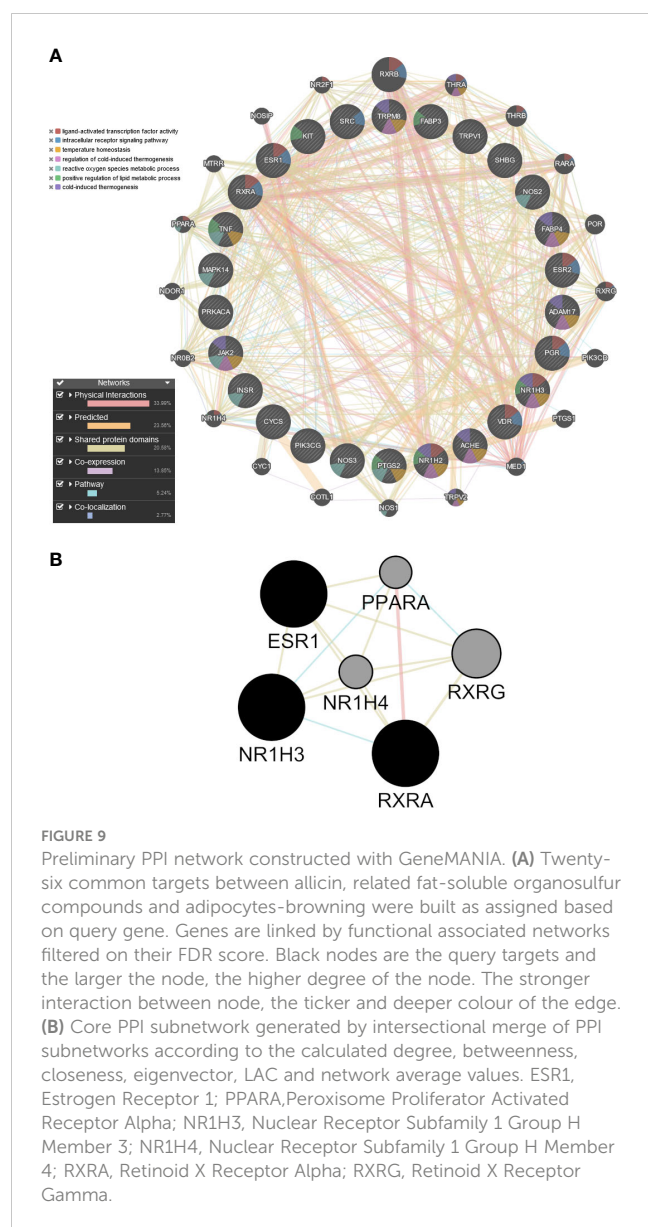 A
ligand-activated transcription factor activity
intracellular receptor signaling pathway
temperature homeostasis
regulation of cold-induced thermogenesis
reactive oxygen species metabolic process
positive regulation of lipid metabolic process
cold-induced thermogenesis
RXRB
NR2F1
THRA
NOSIP
THRB
SRC
TRPM8
FABP3
KIT
TRPV1
MTRR
ESR1
SHBG
RARA
RXRA
NOS2
PPARA
TNF
FABP4
POR
MAPK14
ESR2
NDOR1
RXRG
PRKACA
ADAM17
NR0B2
JAK2
PGR
PIK3CD
INSR
NR1H3
NR1H4
CYCS
VDR
PTGS1
PIK3CG
NOS3
PTGS2
NR1H2
ACHE
MED1
CYC1
COTL1
NOS1
TRPV2
Networks
Physical Interactions
Predicted
Shared protein domains
Co-expression
Pathway
Co-localization
2.77%
B
PPARA
ESR1
RXRG
NR1H4
NR1H3
RXRA
FIGURE 9
Preliminary PPI network constructed with GeneMANIA. (A) Twenty-
six common targets between allicin, related fat-soluble organosulfur
compounds and adipocytes-browning were built as assigned based
on query gene. Genes are linked by functional associated networks
filtered on their FDR score. Black nodes are the query targets and
the larger the node, the higher degree of the node. The stronger
interaction between node, the ticker and deeper colour of the edge.
(B) Core PPI subnetwork generated by intersectional merge of PPI
subnetworks according to the calculated degree, betweenness,
closeness, eigenvector, LAC and network average values. ESR1,
Estrogen Receptor 1; PPARA,Peroxisome Proliferator Activated
Receptor Alpha; NR1H3, Nuclear Receptor Subfamily 1 Group H
Member 3; NR1H4, Nuclear Receptor Subfamily 1 Group H Member
4; RXRA, Retinoid X Receptor Alpha; RXRG, Retinoid X Receptor
Gamma.